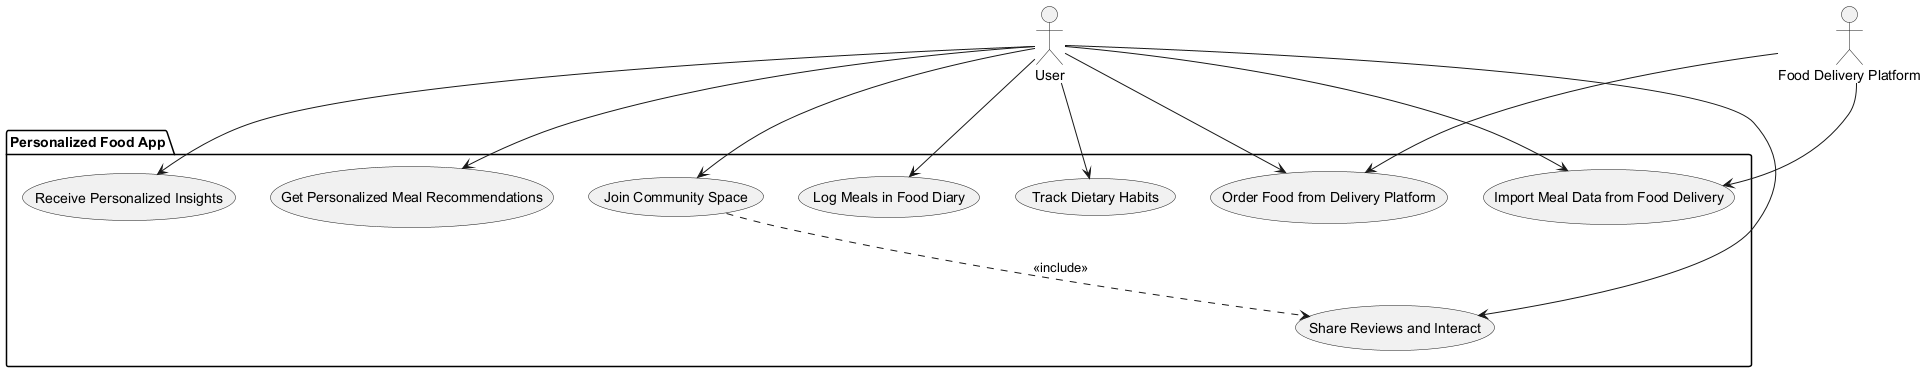 User
Food Delivery Platform
Personalized Food App
Receive Personalized Insights
Get Personalized Meal Recommendations
Join Community Space
Log Meals in Food Diary
Track Dietary Habits
Order Food from Delivery Platform
Import Meal Data from Food Delivery
«include»
Share Reviews and Interact